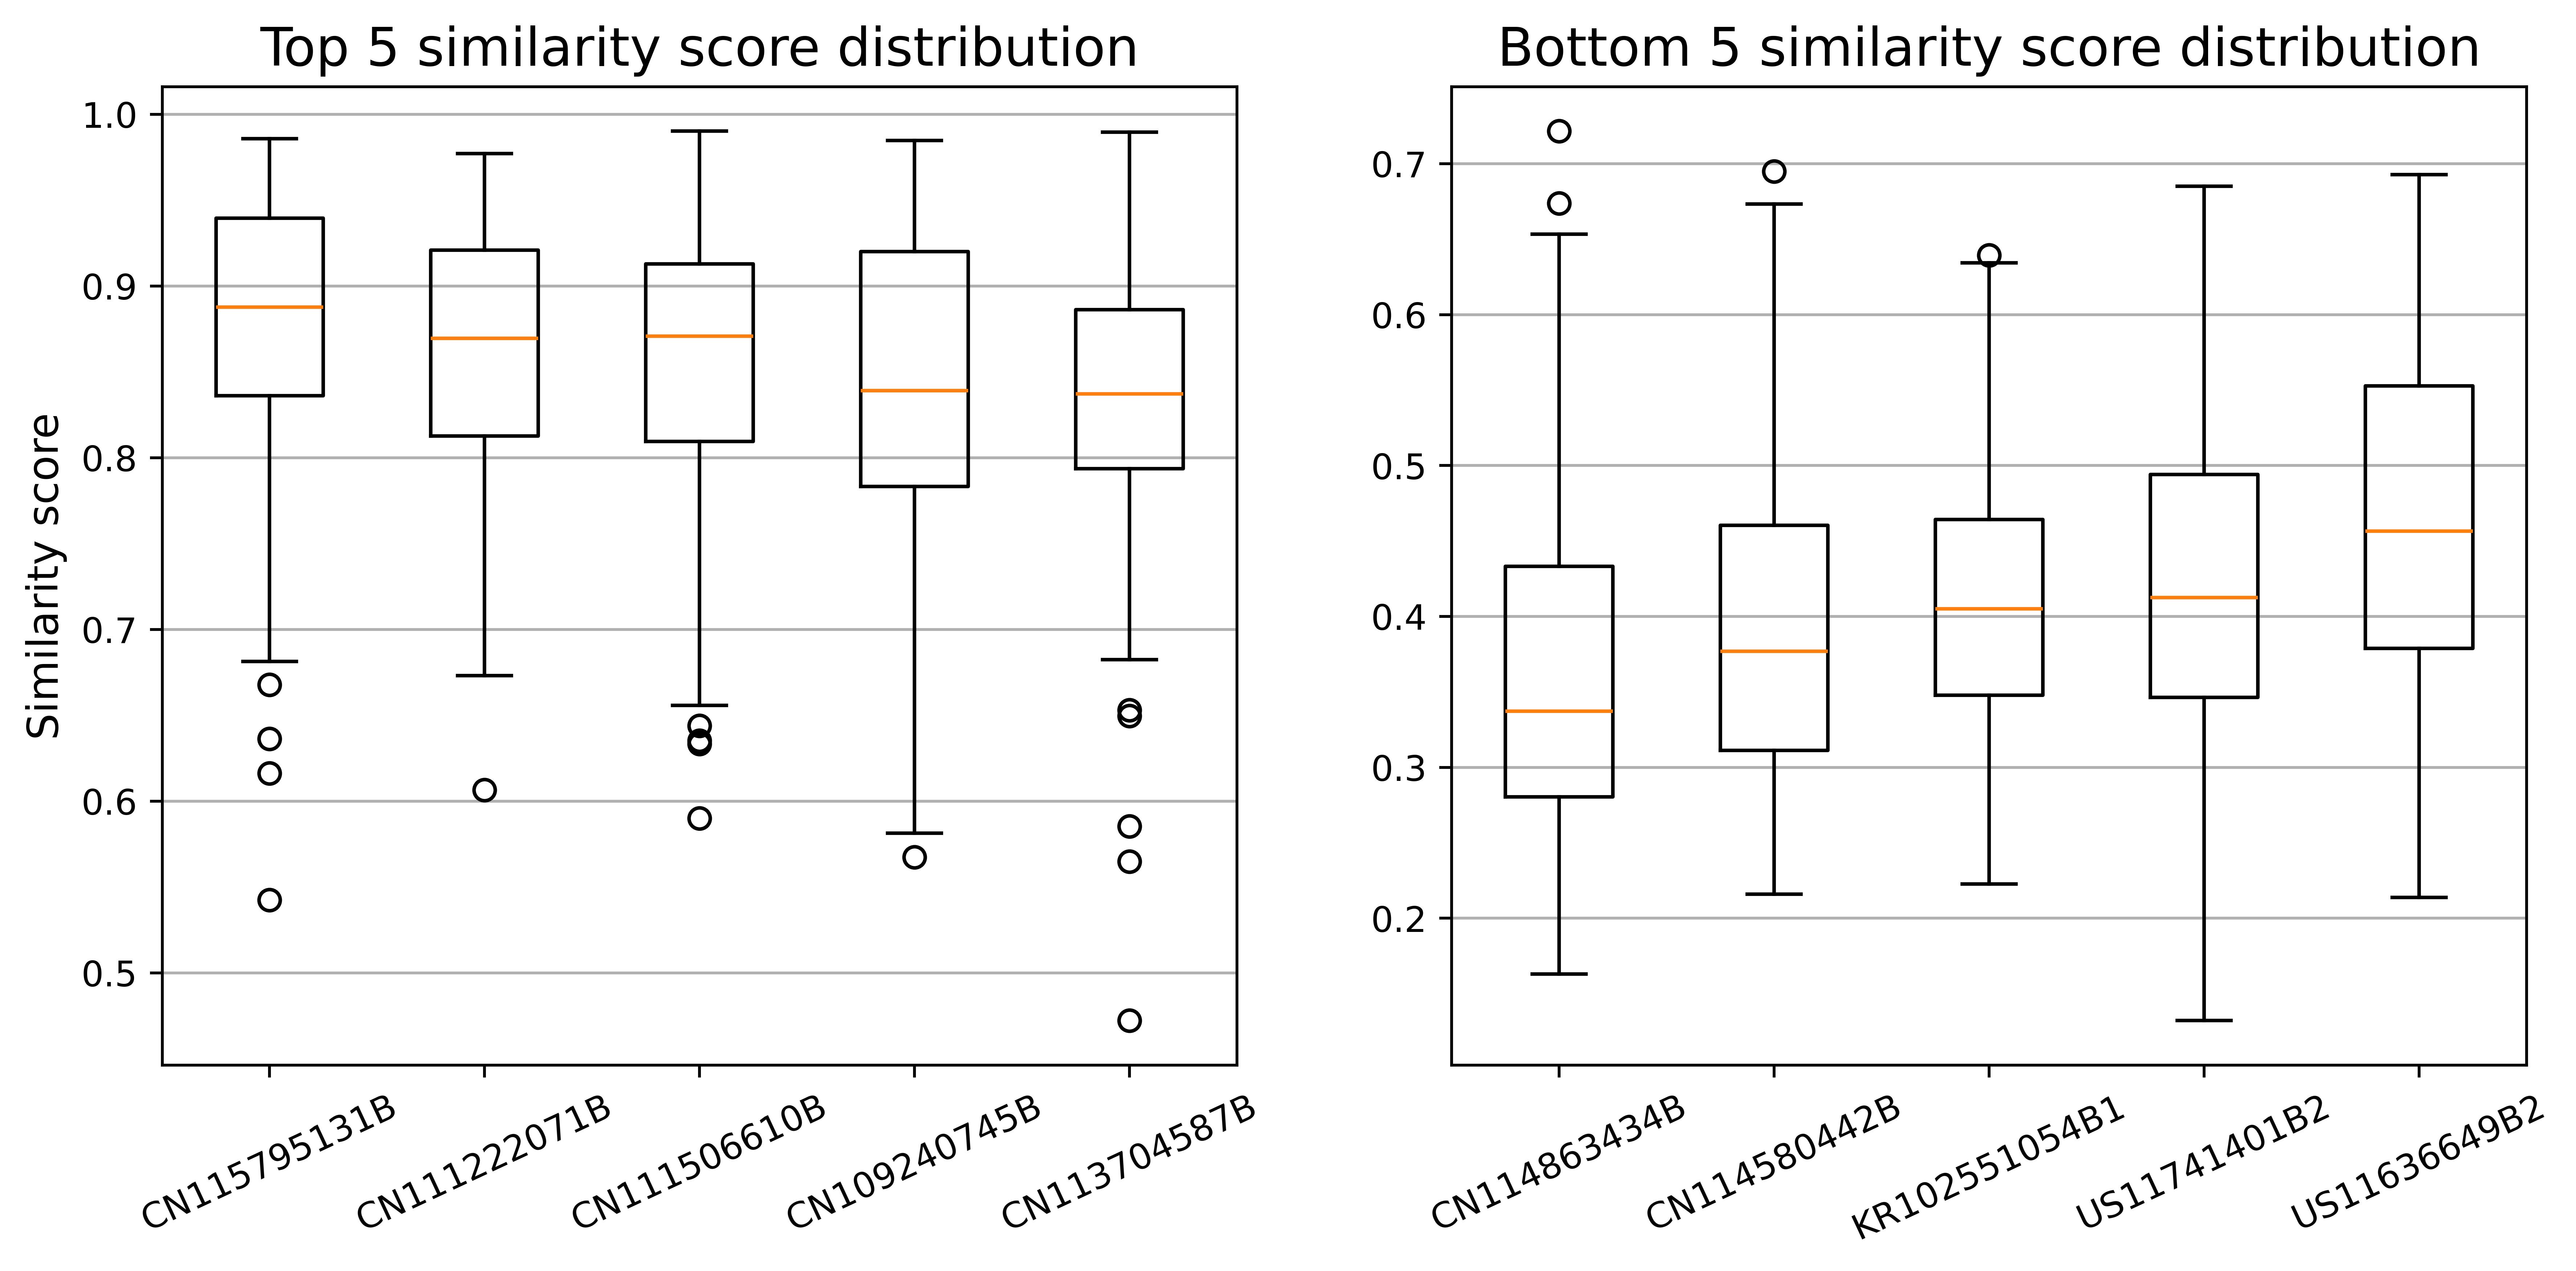 Top 5 similarity score distribution
Similarity score
1.0
0.9
0.8
0.7
0.6
0.5
CN115795131B
CN111222071B
CN111506610B
CN109240745B
CN113704587B
Bottom 5 similarity score distribution
0.7
0.6
0.5
0.4
0.3
0.2
CN114863434B
CN114580442B
KR102551054B1
US11741401B2
US11636649B2